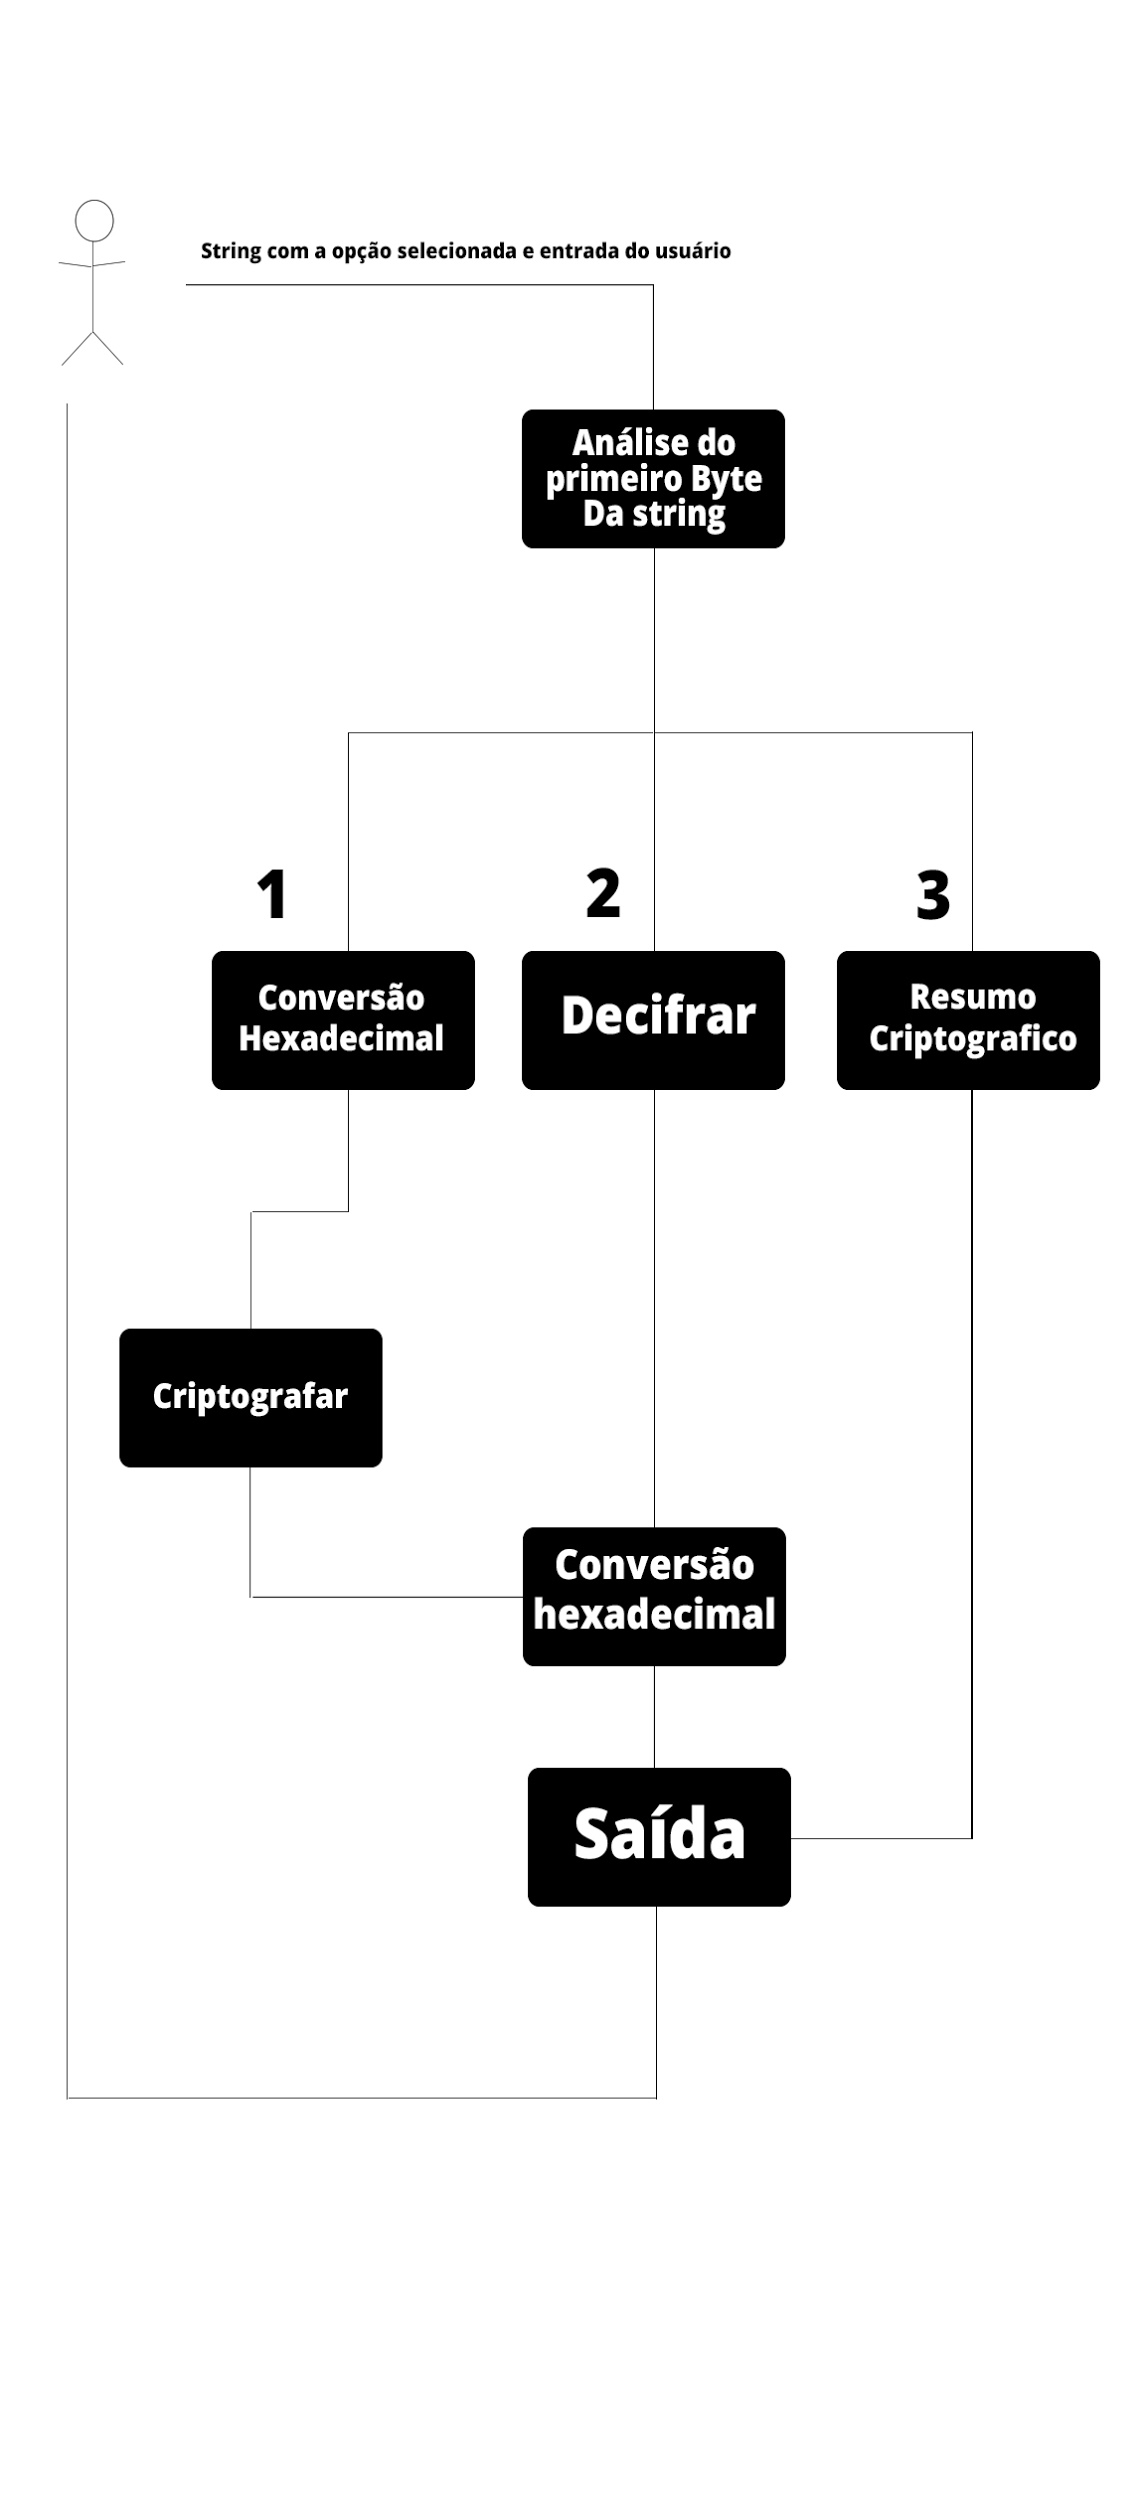 String com a opção selecionada e entrada do usuário
Análise do
primeiro Byte
Da string
1
2
3
Conversão
Hexadecimal
Decifrar
Resumo
Criptografico
Criptografar
Conversão
hexadecimal
Saída